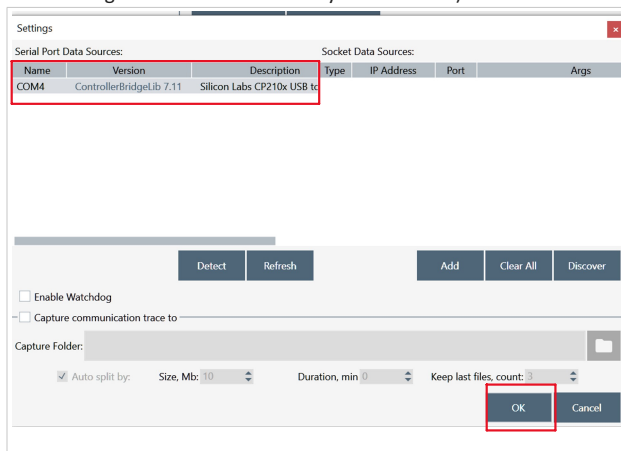 Settings
Serial Port Data Sources: Socket Data Sources:
Name Version Description Type IP Address Port Args
COM4 ControllerBridgeLib 7.11 Silicon Labs CP210x USB to
Detect Refresh Add Clear All Discover
Enable Watchdog
Capture communication trace to
Capture Folder:
Auto split by: Size, Mb: 10 Duration, min 0 Keep last files, count: 3
OK Cancel